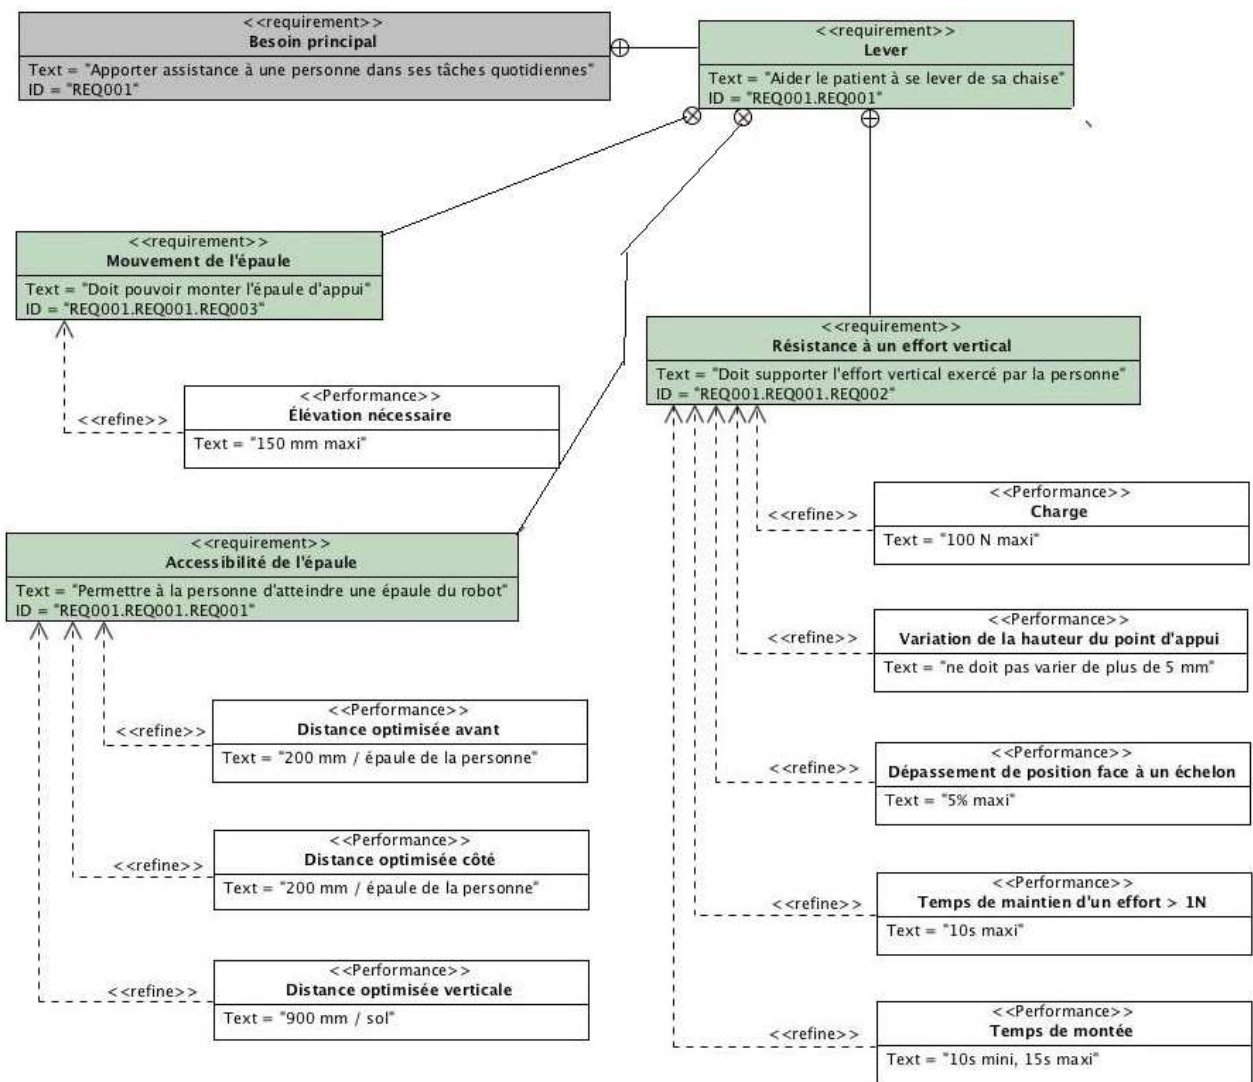 <<requirement>>
Besoin principal
Text = "Apporter assistance à une personne dans ses tâches quotidiennes"
ID = "REQ001"
<<requirement>>
Lever
Text = "Aider le patient à se lever de sa chaise"
ID = "REQ001.REQ001"
<<requirement>>
Mouvement de l'épaule
Text = "Doit pouvoir monter l'épaule d'appui"
ID = "REQ001.REQ001.REQ003"
<<refine>>
<<Performance>>
Élévation nécessaire
Text = "150 mm maxi"
<<requirement>>
Résistance à un effort vertical
Text = "Doit supporter l'effort vertical exercé par la personne"
ID = "REQ001.REQ001.REQ002"
<<refine>>
<<Performance>>
Charge
Text = "100 N maxi"
<<refine>>
<<Performance>>
Variation de la hauteur du point d'appui
Text = "ne doit pas varier de plus de 5 mm"
<<refine>>
<<Performance>>
Dépassement de position face à un échelon
Text = "5% maxi"
<<refine>>
<<Performance>>
Temps de maintien d'un effort > 1N
Text = "10s maxi"
<<refine>>
<<Performance>>
Temps de montée
Text = "10s mini, 15s maxi"
<<requirement>>
Accessibilité de l'épaule
Text = "Permettre à la personne d'atteindre une épaule du robot"
ID = "REQ001.REQ001.REQ001"
<<refine>>
<<Performance>>
Distance optimisée avant
Text = "200 mm / épaule de la personne"
<<refine>>
<<Performance>>
Distance optimisée côté
Text = "200 mm / épaule de la personne"
<<refine>>
<<Performance>>
Distance optimisée verticale
Text = "900 mm / sol"